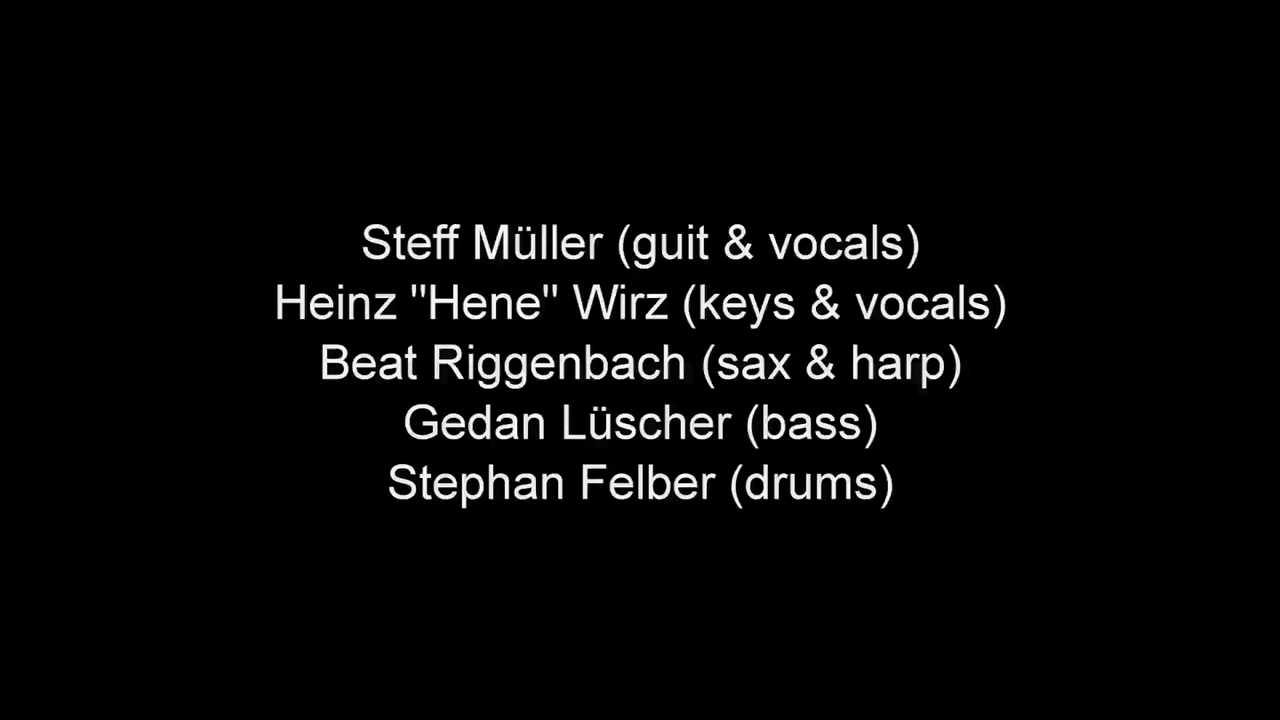 Steff Müller (guit & vocals)
Heinz "Hene" Wirz (keys & vocals)
Beat Riggenbach (sax & harp)
Gedan Lüscher (bass)
Stephan Felber (drums)